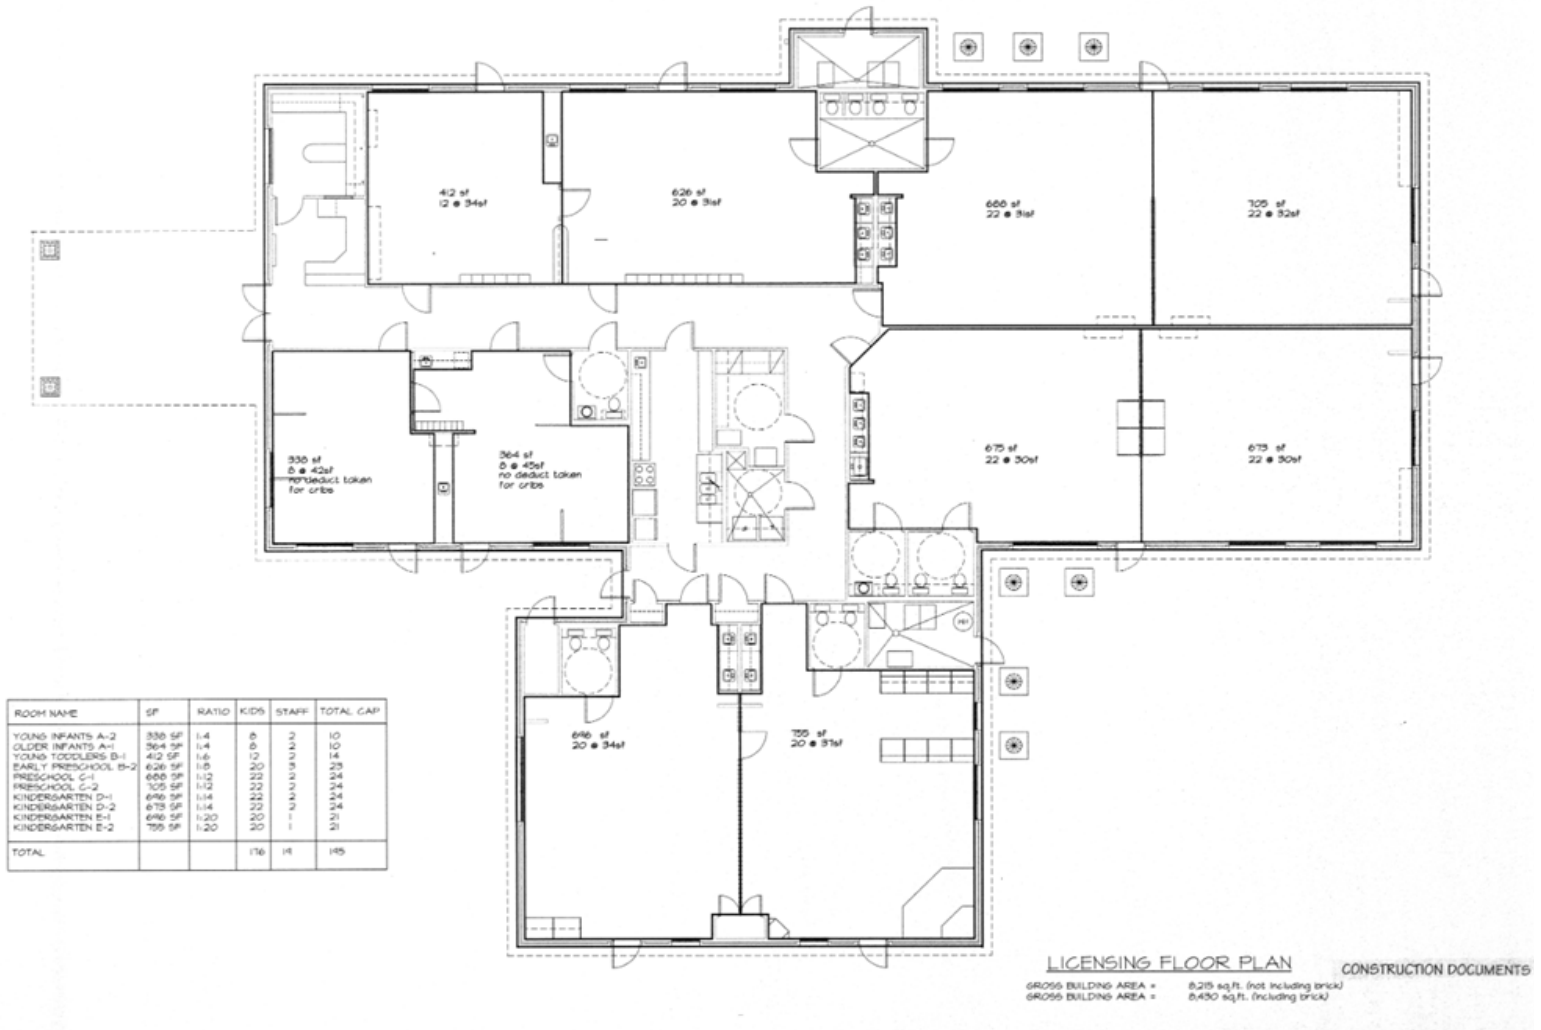 412 sf
12 @ 34sf
626 sf
20 @ 31sf
688 sf
22 @ 31sf
705 sf
22 @ 32sf
338 sf
8 @ 42sf
no deduct taken
for cribs
364 sf
8 @ 45sf
no deduct taken
for cribs
675 sf
22 @ 30sf
673 sf
22 @ 30sf
696 sf
20 @ 34sf
755 sf
20 @ 37sf
WH
ROOM NAME SF RATIO KIDS STAFF TOTAL CAP
YOUNG INFANTS A-2 338 SF 1:4 8 2 10
OLDER INFANTS A-1 364 SF 1:4 8 2 10
YOUNG TODDLERS B-1 412 SF 1:6 12 2 14
EARLY PRESCHOOL B-2 626 SF 1:8 20 3 23
PRESCHOOL C-1 688 SF 1:12 22 2 24
PRESCHOOL C-2 705 SF 1:12 22 2 24
KINDERGARTEN D-1 696 SF 1:14 22 2 24
KINDERGARTEN D-2 673 SF 1:14 22 2 24
KINDERGARTEN E-1 696 SF 1:20 20 1 21
KINDERGARTEN E-2 755 SF 1:20 20 1 21
TOTAL 176 19 195
LICENSING FLOOR PLAN
GROSS BUILDING AREA = 8,215 sq.ft. (not including brick)
GROSS BUILDING AREA = 8,430 sq.ft. (including brick)
CONSTRUCTION DOCUMENTS